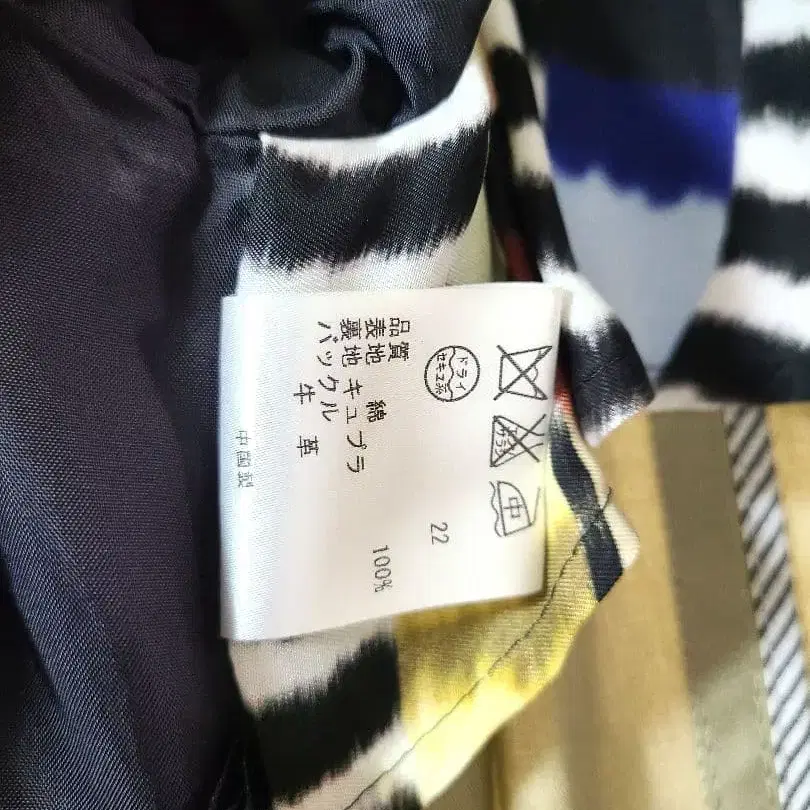 中
ドライ
セキユ系
22
品質
表地 綿 100%
裏地 キュプラ
バックル 牛革
中国製